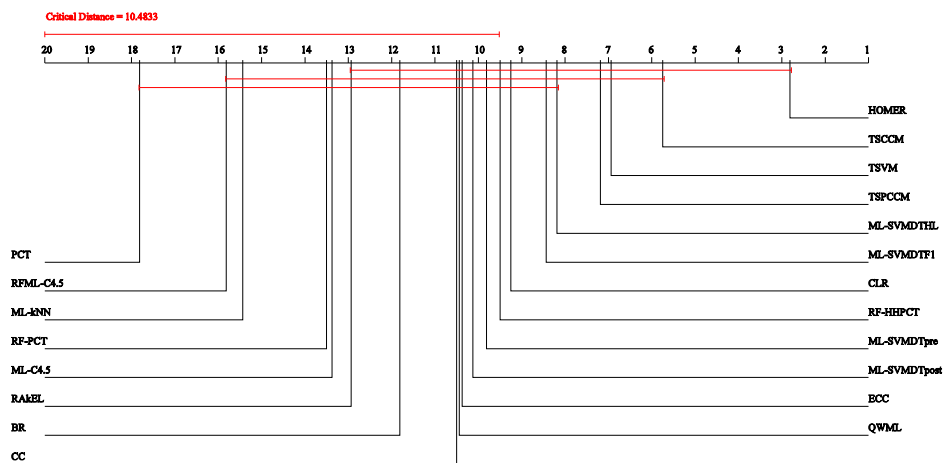 Critical Distance = 10.4833
20 19 18 17 16 15 14 13 12 11 10 9 8 7 6 5 4 3 2 1
HOMER
TSCCM
TSVM
TSPCCM
ML-SVMDTHL
PCT ML-SVMDTF1
RFML-C4.5 CLR
ML-kNN RF-HHPCT
RF-PCT ML-SVMDTpre
ML-C4.5 ML-SVMDTpost
RAkEL ECC
BR QWML
CC